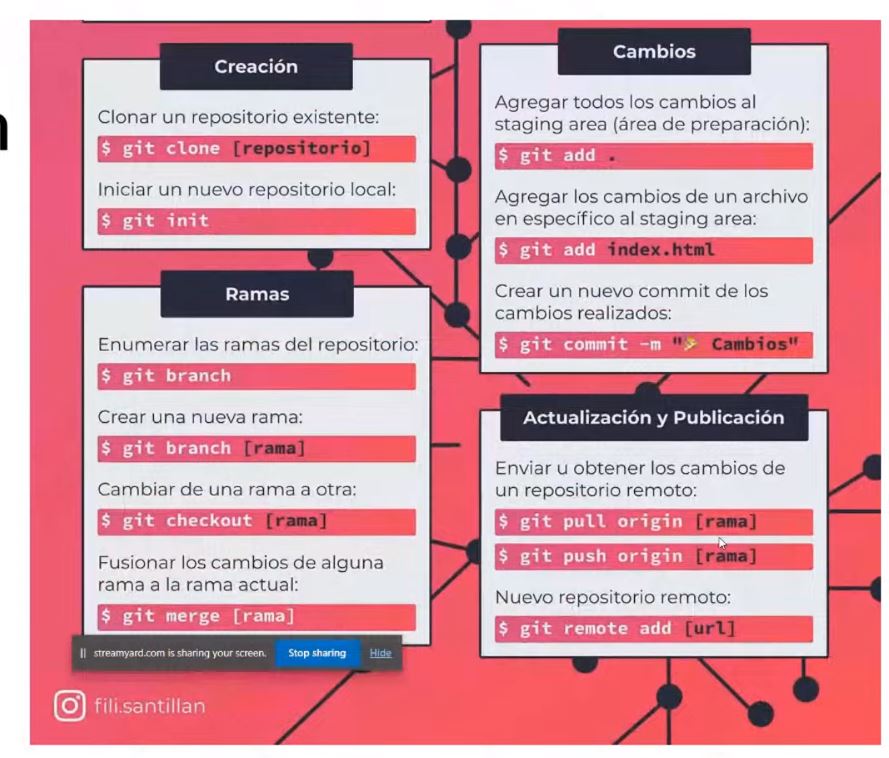 Creación
Clonar un repositorio existente:
$ git clone [repositorio]
Iniciar un nuevo repositorio local:
$ git init
Ramas
Enumerar las ramas del repositorio:
$ git branch
Crear una nueva rama:
$ git branch [rama]
Cambiar de una rama a otra:
$ git checkout [rama]
Fusionar los cambios de alguna
rama a la rama actual:
$ git merge [rama]
Cambios
Agregar todos los cambios al
staging area (área de preparación):
$ git add .
Agregar los cambios de un archivo
en específico al staging area:
$ git add index.html
Crear un nuevo commit de los
cambios realizados:
$ git commit -m "🎉 Cambios"
Actualización y Publicación
Enviar u obtener los cambios de
un repositorio remoto:
$ git pull origin [rama]
$ git push origin [rama]
Nuevo repositorio remoto:
$ git remote add [url]
streamyard.com is sharing your screen. Stop sharing Hide
fili.santillan